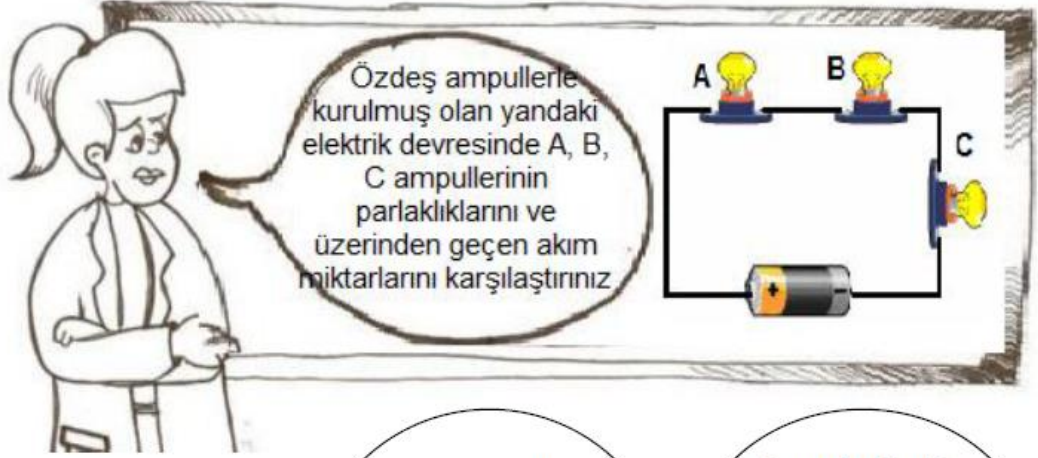 Özdeş ampullerle
kurulmuş olan yandaki
elektrik devresinde A, B,
C ampullerinin
parlaklıklarını ve
üzerinden geçen akım
miktarlarını karşılaştırınız
A
B
C
+
-